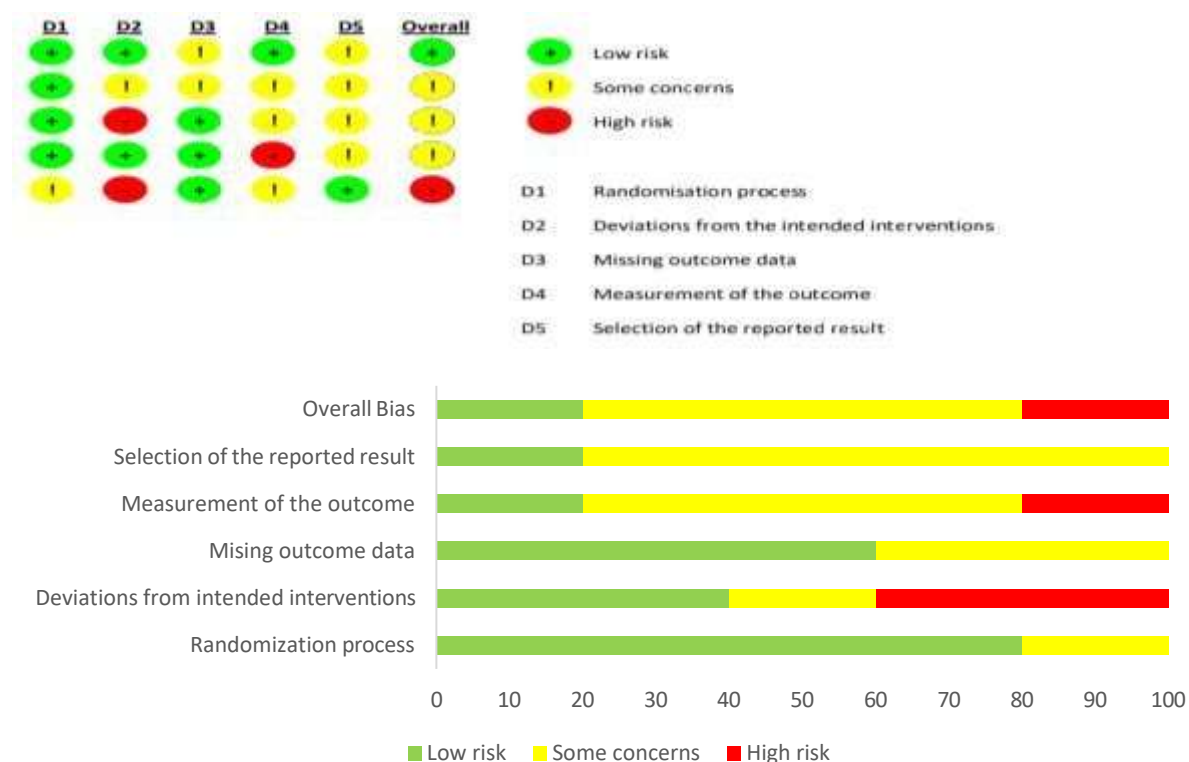 D1 D2 D3 D4 D5 Overall
+ + ! + ! + Low risk
+ ! ! ! ! ! Some concerns
+ - + ! ! ! High risk
+ + + - ! !
! - + ! + -
D1 Randomisation process
D2 Deviations from the intended interventions
D3 Missing outcome data
D4 Measurement of the outcome
D5 Selection of the reported result
Overall Bias
Selection of the reported result
Measurement of the outcome
Mising outcome data
Deviations from intended interventions
Randomization process
0 10 20 30 40 50 60 70 80 90 100
Low risk Some concerns High risk